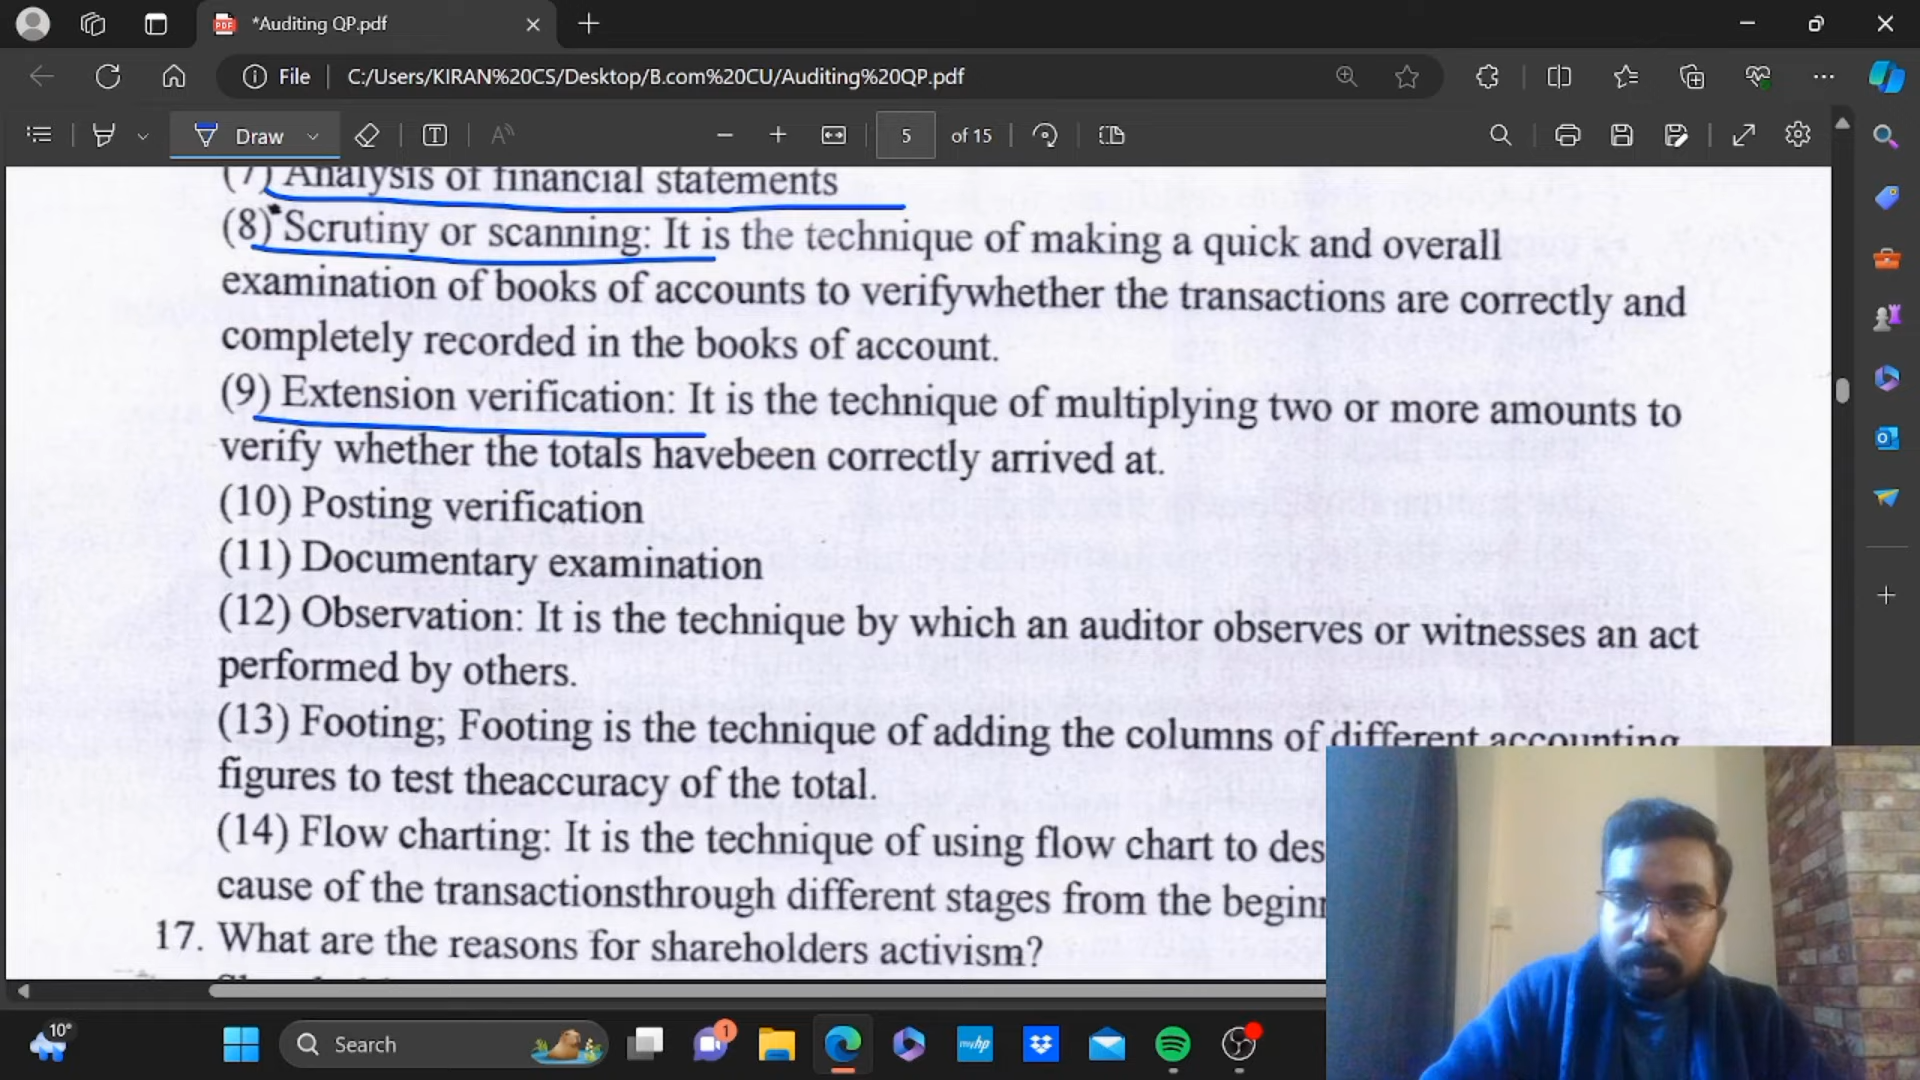 *Auditing QP.pdf
File
C:/Users/KIRAN%20CS/Desktop/B.com%20CU/Auditing%20QP.pdf
Draw
5 of 15
(7) Analysis of financial statements
(8) Scrutiny or scanning: It is the technique of making a quick and overall
examination of books of accounts to verifywhether the transactions are correctly and
completely recorded in the books of account.
(9) Extension verification: It is the technique of multiplying two or more amounts to
verify whether the totals havebeen correctly arrived at.
(10) Posting verification
(11) Documentary examination
(12) Observation: It is the technique by which an auditor observes or witnesses an act
performed by others.
(13) Footing; Footing is the technique of adding the columns of different accounting
figures to test theaccuracy of the total.
(14) Flow charting: It is the technique of using flow chart to des
cause of the transactionsthrough different stages from the beginn
17. What are the reasons for shareholders activism?
10°
Search
1
myhp